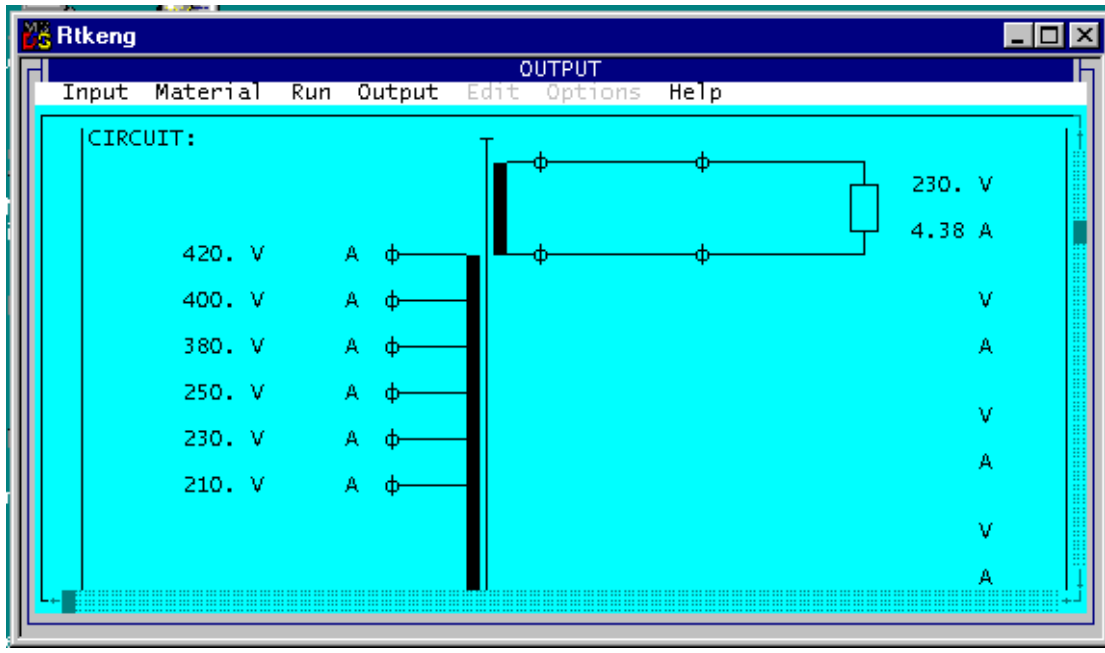 Rtkeng
OUTPUT
Input Material Run Output Edit Options Help
CIRCUIT:
230. V
4.38 A
420. V A
400. V A V
380. V A A
250. V A
V
230. V A
A
210. V A
V
A